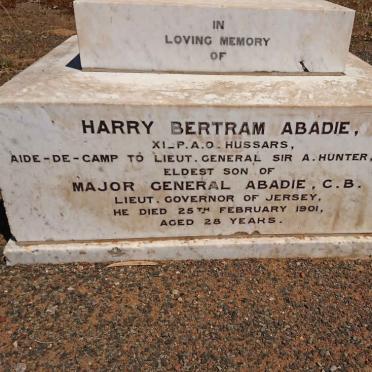 IN
LOVING MEMORY
OF
HARRY BERTRAM ABADIE,
XI_P.A.O. HUSSARS,
AIDE-DE-CAMP TO LIEUT. GENERAL SIR A. HUNTER,
ELDEST SON OF
MAJOR GENERAL ABADIE, C.B.
LIEUT. GOVERNOR OF JERSEY,
HE DIED 25TH FEBRUARY 1901,
AGED 28 YEARS.